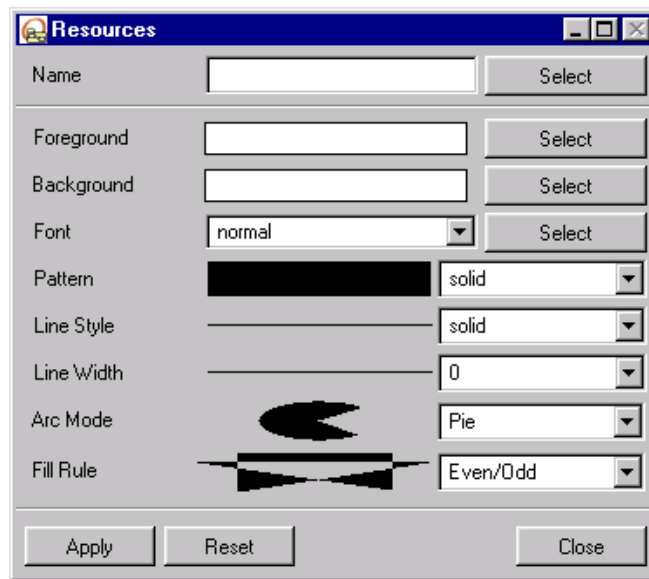 Resources
Name Select
Foreground Select
Background Select
Font normal Select
Pattern solid
Line Style solid
Line Width 0
Arc Mode Pie
Fill Rule Even/Odd
Apply Reset Close